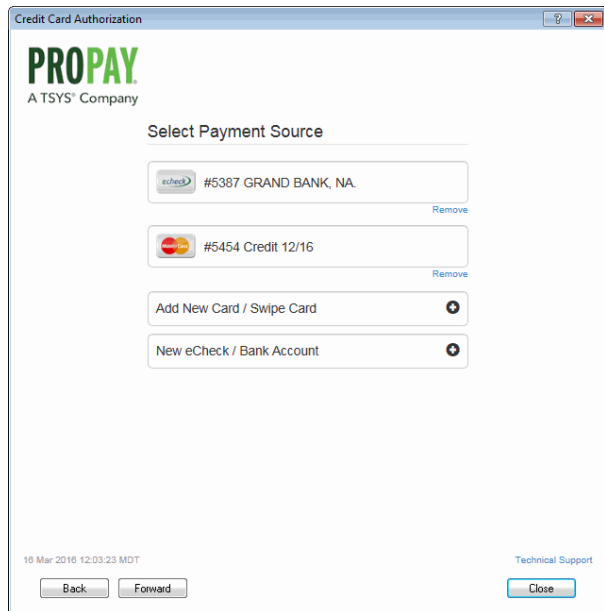 Credit Card Authorization
PROPAY.
A TSYS® Company
Select Payment Source
echeck #5387 GRAND BANK, NA.
Remove
MasterCard #5454 Credit 12/16
Remove
Add New Card / Swipe Card
New eCheck / Bank Account
16 Mar 2016 12:03:23 MDT
Technical Support
Back Forward Close